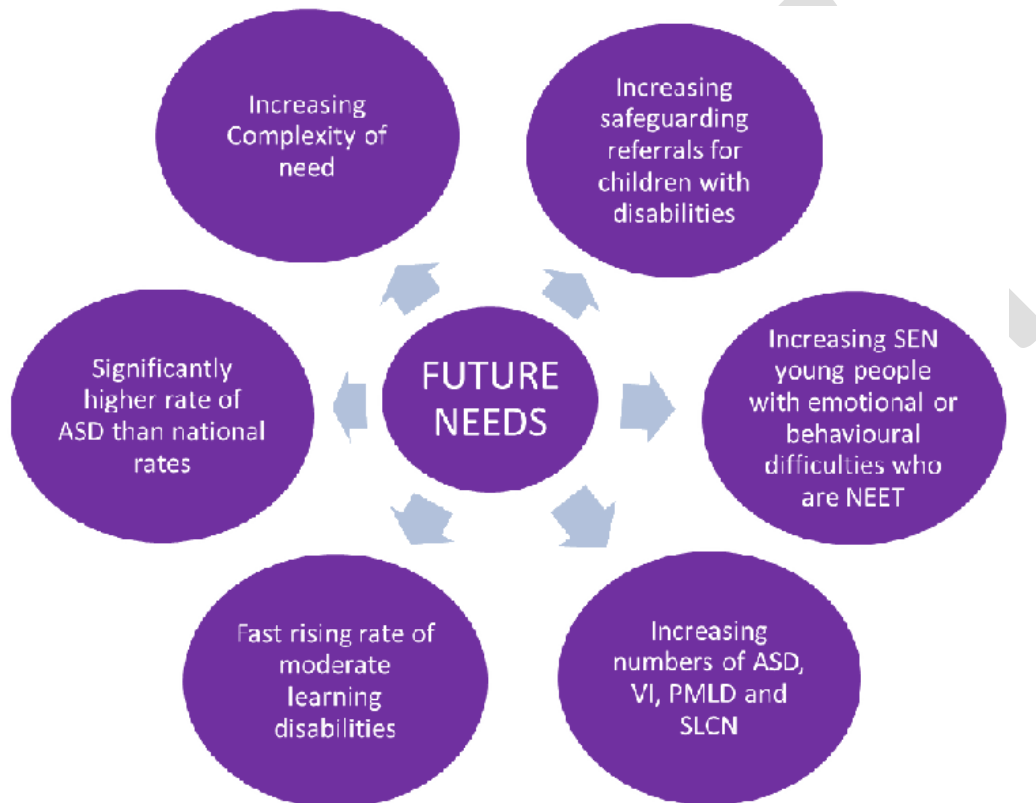 Increasing
Complexity of
need
Increasing
safeguarding
referrals for
children with
disabilities
Significantly
higher rate of
ASD than national
rates
FUTURE
NEEDS
Increasing SEN
young people
with emotional or
behavioural
difficulties who
are NEET
Fast rising rate of
moderate
learning
disabilities
Increasing
numbers of ASD,
VI, PMLD and
SLCN